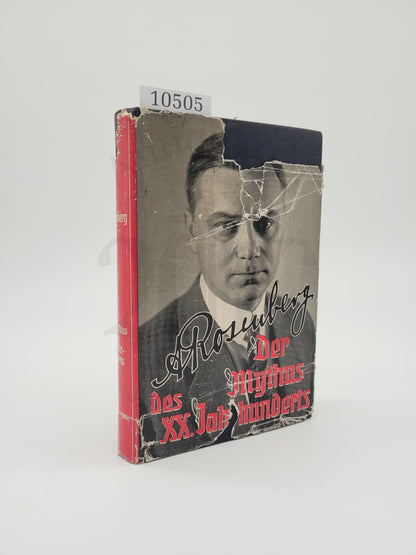 10505
A Rosenberg
Der
Mythus
des
XX. Jahrhunderts